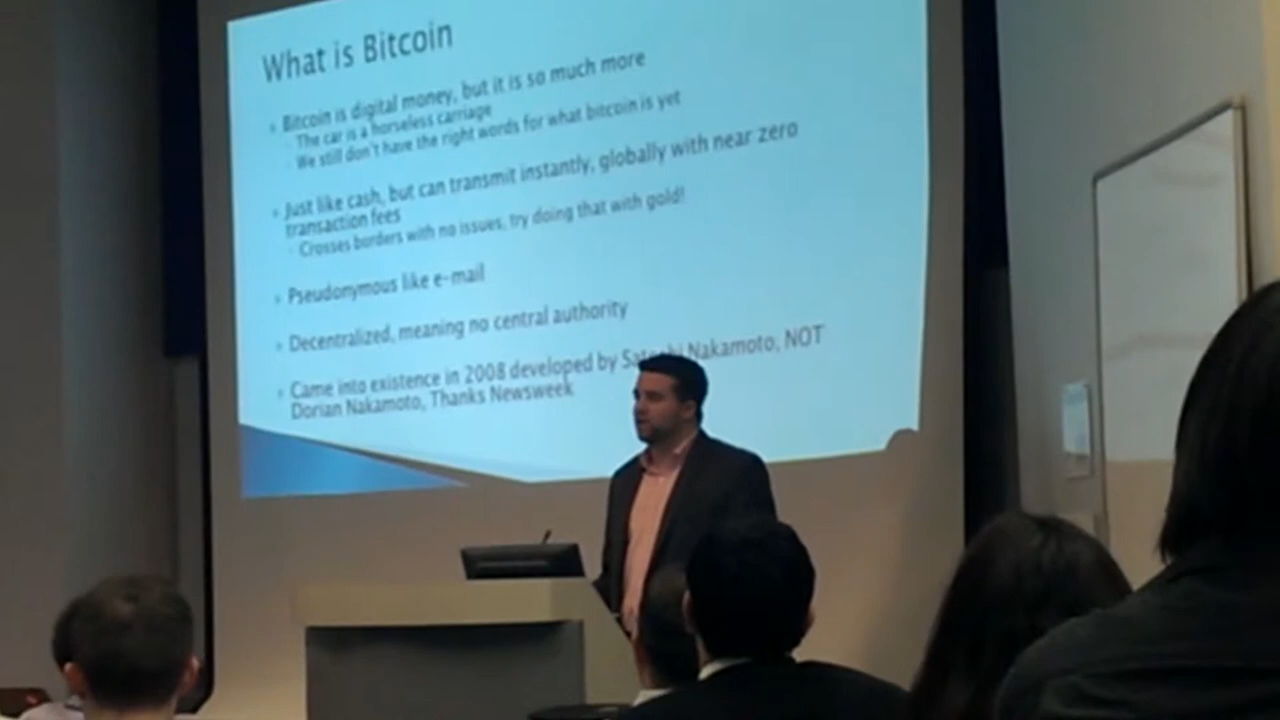 What is Bitcoin
Bitcoin is digital money, but it is so much more
The car is a horseless carriage
We still don't have the right words for what bitcoin is yet
Just like cash, but can transmit instantly, globally with near zero
transaction fees
Crosses borders with no issues, try doing that with gold!
Pseudonymous like e-mail
Decentralized, meaning no central authority
Came into existence in 2008 developed by Satoshi Nakamoto, NOT
Dorian Nakamoto, Thanks Newsweek